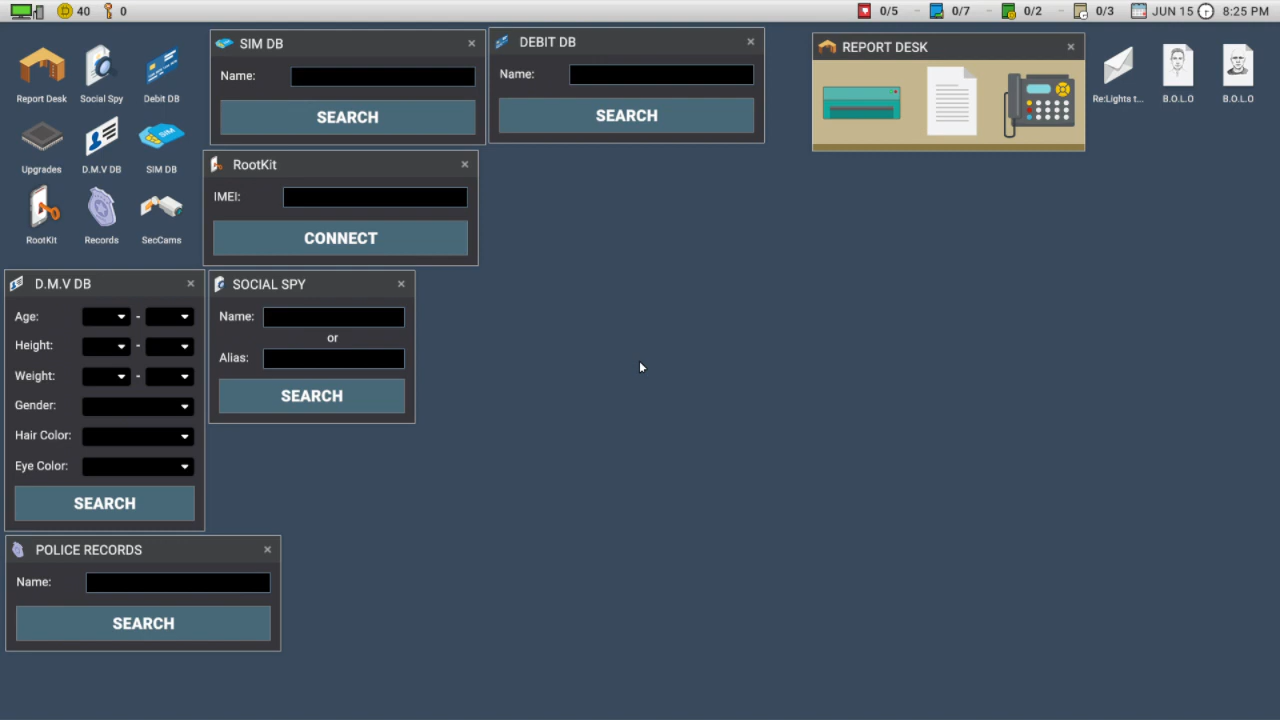 40
0
0/5
0/7
0/2
0/3
JUN 15
8:25 PM
Report Desk
Social Spy
Debit DB
Upgrades
D.M.V DB
SIM DB
SIM
RootKit
Records
SecCams
SIM DB
Name:
SEARCH
DEBIT DB
Name:
SEARCH
REPORT DESK
Re:Lights t...
B.O.L.O
B.O.L.O
RootKit
IMEI:
CONNECT
D.M.V DB
Age:
-
Height:
-
Weight:
-
Gender:
Hair Color:
Eye Color:
SEARCH
SOCIAL SPY
Name:
or
Alias:
SEARCH
POLICE RECORDS
Name:
SEARCH